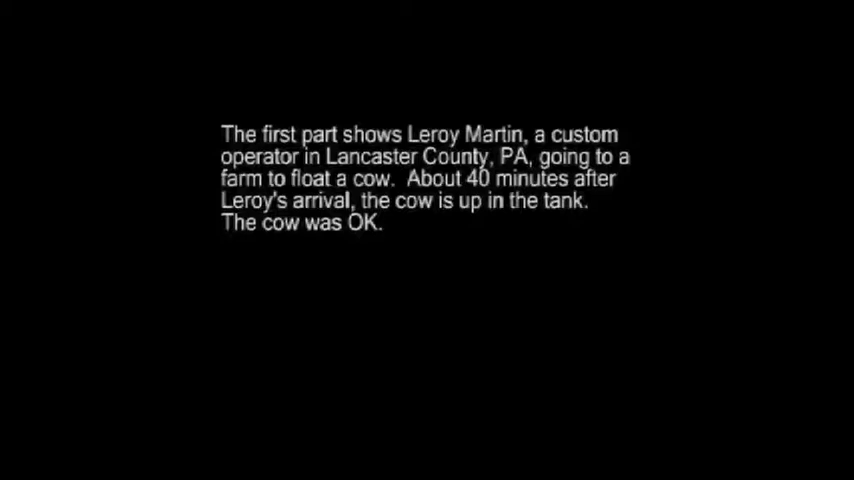 The first part shows Leroy Martin, a custom
operator in Lancaster County, PA, going to a
farm to float a cow.  About 40 minutes after
Leroy's arrival, the cow is up in the tank.
The cow was OK.